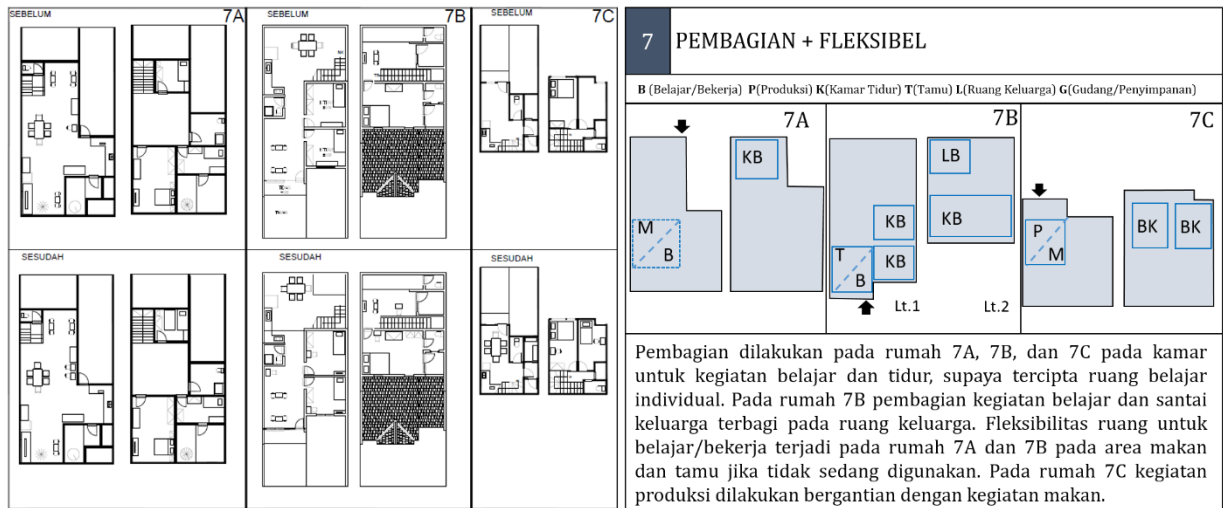 SEBELUM
7A
SEBELUM
7B
SEBELUM
7C
SESUDAH
SESUDAH
SESUDAH
7
PEMBAGIAN + FLEKSIBEL
B (Belajar/Bekerja) P(Produksi) K(Kamar Tidur) T(Tamu) L(Ruang Keluarga) G(Gudang/Penyimpanan)
7A
7B
7C
M
B
KB
T
B
KB
KB
Lt.1
LB
KB
Lt.2
P
M
BK
BK
Pembagian dilakukan pada rumah 7A, 7B, dan 7C pada kamar
untuk kegiatan belajar dan tidur, supaya tercipta ruang belajar
individual. Pada rumah 7B pembagian kegiatan belajar dan santai
keluarga terbagi pada ruang keluarga. Fleksibilitas ruang untuk
belajar/bekerja terjadi pada rumah 7A dan 7B pada area makan
dan tamu jika tidak sedang digunakan. Pada rumah 7C kegiatan
produksi dilakukan bergantian dengan kegiatan makan.